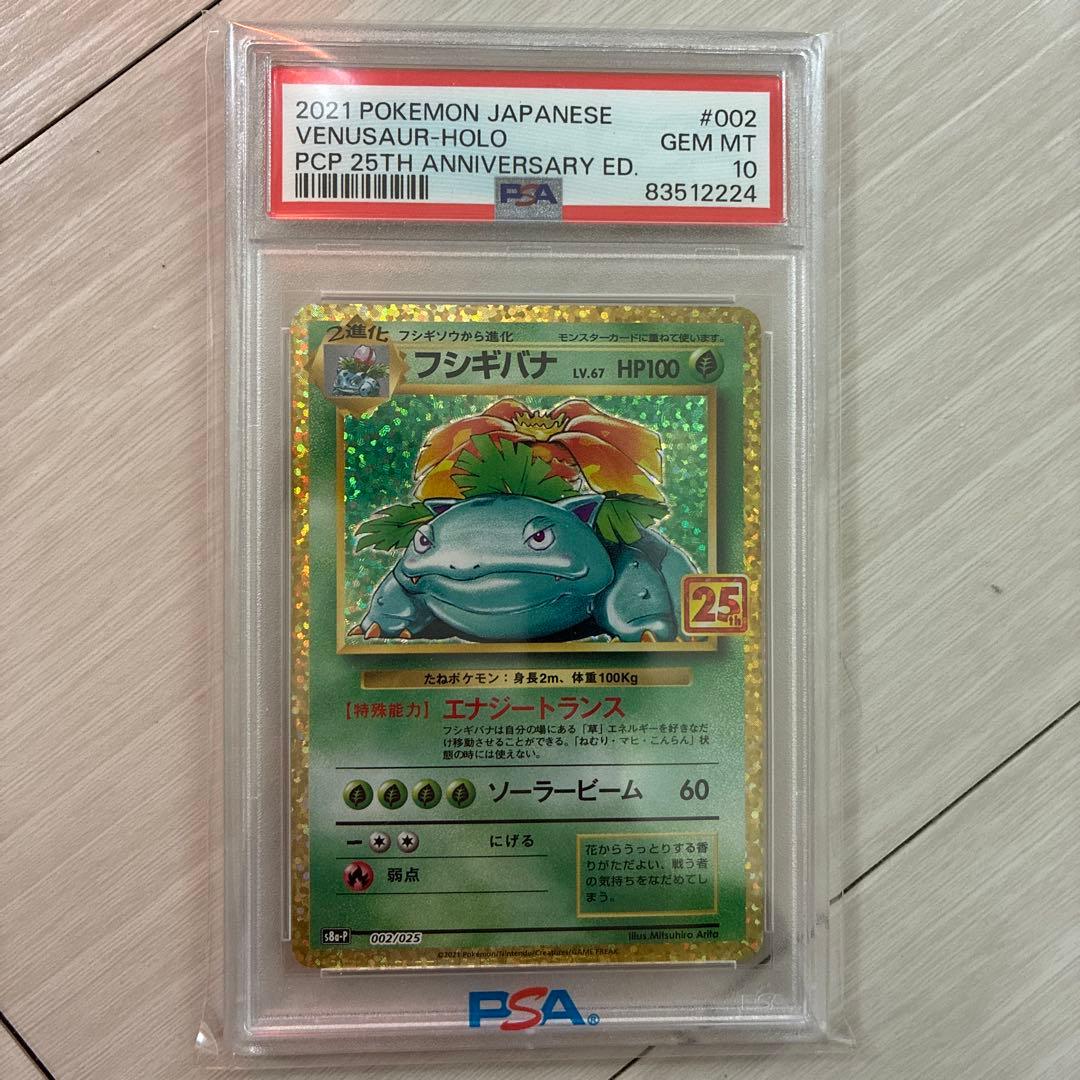 2021 POKEMON JAPANESE #002
VENUSAUR-HOLO GEM MT
PCP 25TH ANNIVERSARY ED. 10
PSA 83512224
2進化 フシギソウから進化 モンスターカードに重ねて使います。
フシギバナ LV.67 HP100
25th
たねポケモン：身長2m、体重100Kg
【特殊能力】エナジートランス
フシギバナは自分の場にある「草」エネルギーを好きなだ
け移動させることができる。「ねむり・マヒ・こんらん」状
態の時には使えない。
ソーラービーム 60
にげる
弱点
花からうっとりする香
りがただよい、戦う者
の気持ちをなだめてし
まう。
s8a-P 002/025 Illus.Mitsuhiro Arita
©2021 Pokémon/Nintendo/Creatures/GAME FREAK
PSA®